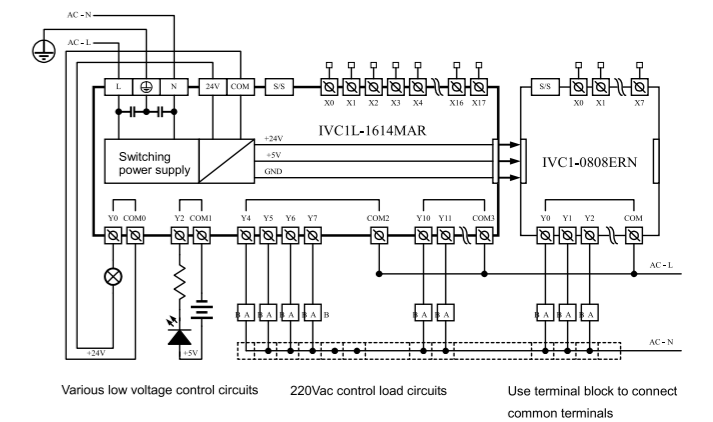 AC-N
AC-L
L N 24V COM S/S
X0 X1 X2 X3 X4 X16 X17
S/S
X0 X1 X7
IVC1L-1614MAR
IVC1-0808ERN
Switching
power supply
+24V
+5V
GND
Y0 COM0 Y2 COM1 Y4 Y5 Y6 Y7 COM2 Y10 Y11 COM3
Y0 Y1 Y2 COM
AC-L
B A B A B A B A B B A B A B A B A B A
AC-N
+24V
+5V
Various low voltage control circuits
220Vac control load circuits
Use terminal block to connect
common terminals